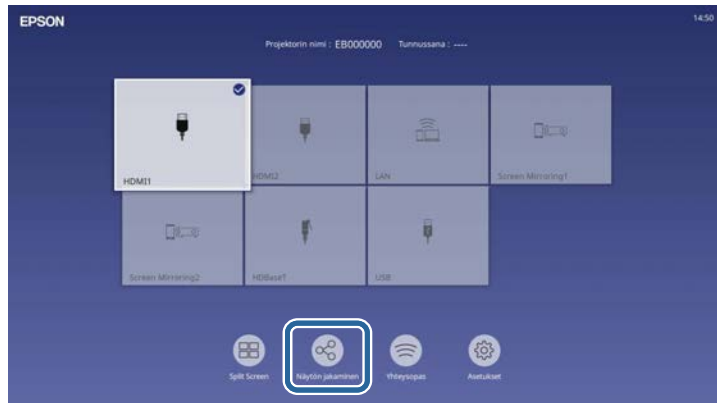 EPSON
14:50
Projektorin nimi : EB000000 Tunnussana : ----
HDMI1
HDMI2
LAN
Screen Mirroring1
Screen Mirroring2
HDBaseT
USB
Split Screen
Näytön jakaminen
Yhteysopas
Asetukset